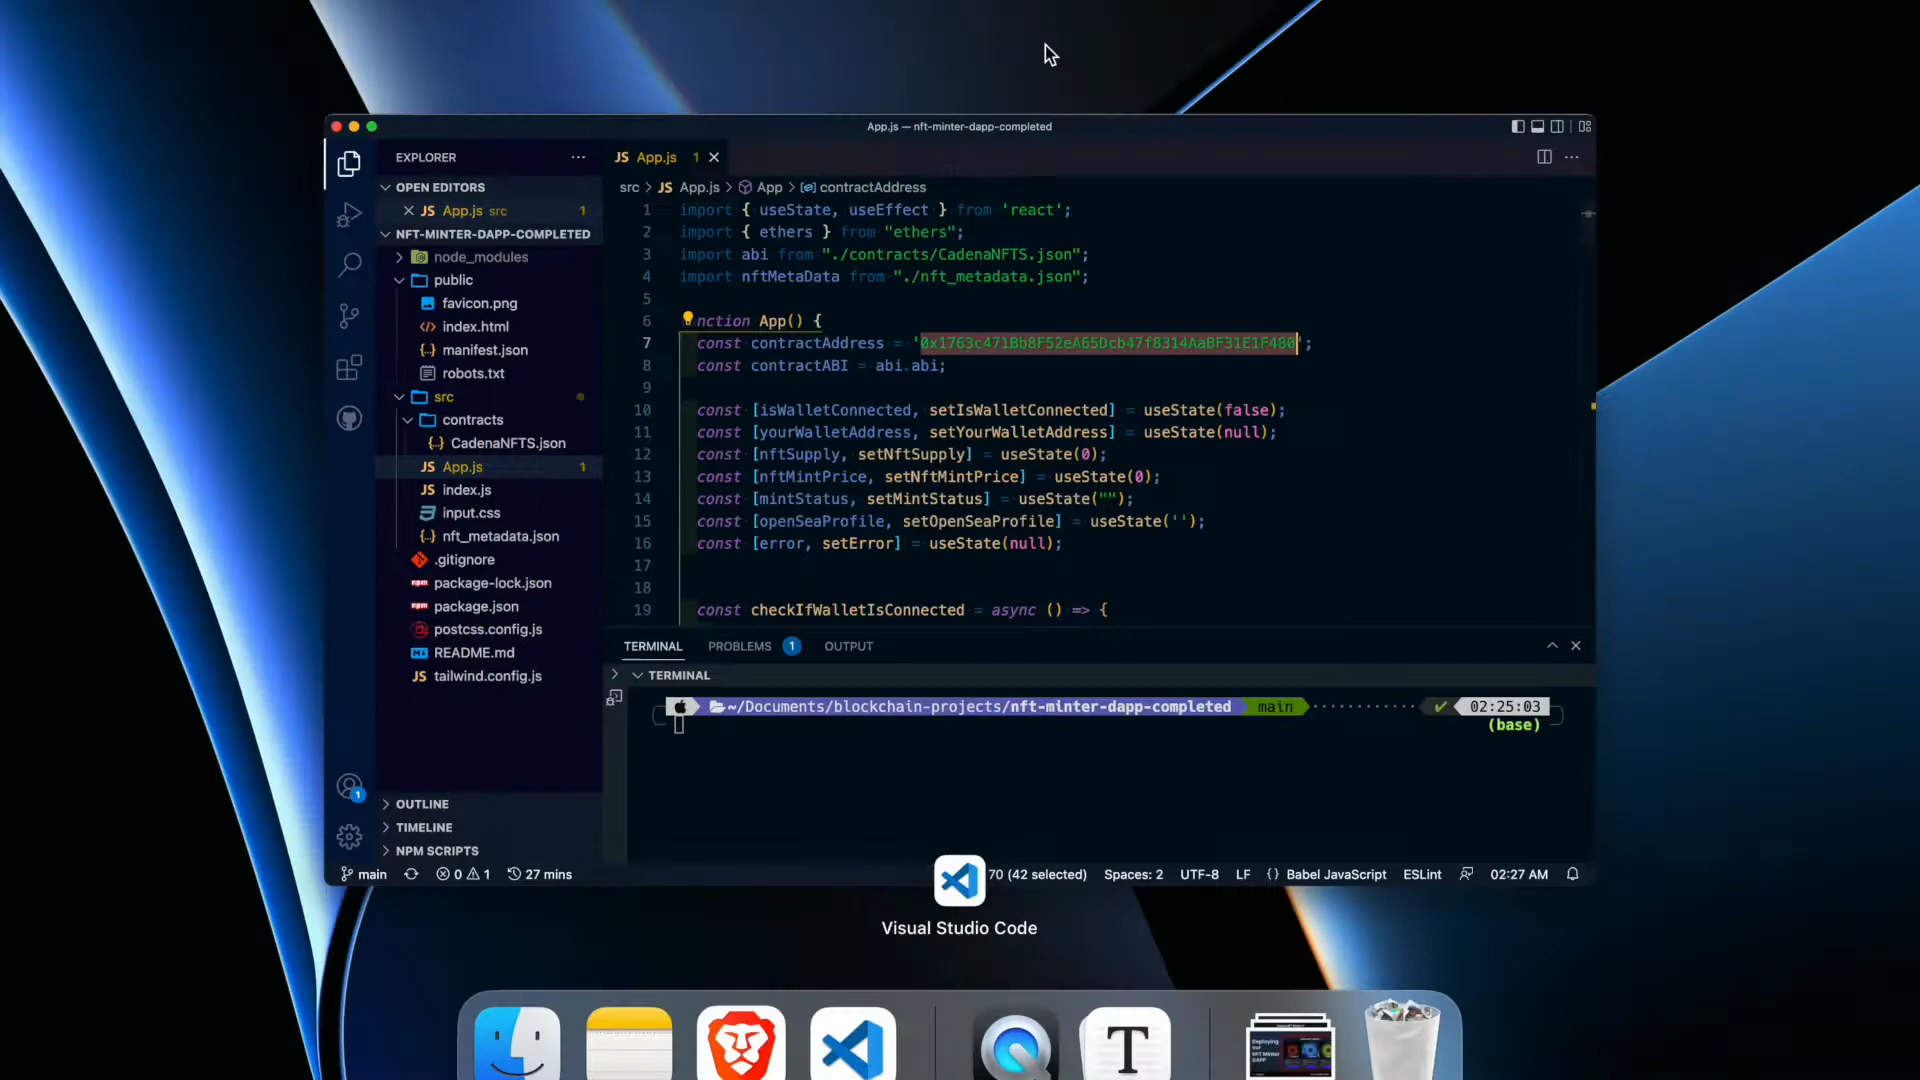 App.js — nft-minter-dapp-completed
EXPLORER
JS App.js 1
OPEN EDITORS
JS App.js src 1
NFT-MINTER-DAPP-COMPLETED
node_modules
public
favicon.png
index.html
manifest.json
robots.txt
src
contracts
CadenaNFTS.json
JS App.js 1
JS index.js
input.css
nft_metadata.json
.gitignore
package-lock.json
package.json
postcss.config.js
README.md
JS tailwind.config.js
OUTLINE
TIMELINE
NPM SCRIPTS
src > JS App.js > App > contractAddress
1 import { useState, useEffect } from 'react';
2 import { ethers } from "ethers";
3 import abi from "./contracts/CadenaNFTS.json";
4 import nftMetaData from "./nft_metadata.json";
5
6 nction App() {
7 const contractAddress = '0x1763c471Bb8F52eA65Dcb47f8314AaBF31E1F480';
8 const contractABI = abi.abi;
9
10 const [isWalletConnected, setIsWalletConnected] = useState(false);
11 const [yourWalletAddress, setYourWalletAddress] = useState(null);
12 const [nftSupply, setNftSupply] = useState(0);
13 const [nftMintPrice, setNftMintPrice] = useState(0);
14 const [mintStatus, setMintStatus] = useState("");
15 const [openSeaProfile, setOpenSeaProfile] = useState('');
16 const [error, setError] = useState(null);
17
18
19 const checkIfWalletIsConnected = async () => {
TERMINAL PROBLEMS 1 OUTPUT
TERMINAL
~/Documents/blockchain-projects/nft-minter-dapp-completed main ✔ 02:25:03
(base)
1
main 0 1 27 mins 70 (42 selected) Spaces: 2 UTF-8 LF {} Babel JavaScript ESLint 02:27 AM
Visual Studio Code
T
Deploying
our
NFT Minter
DAPP